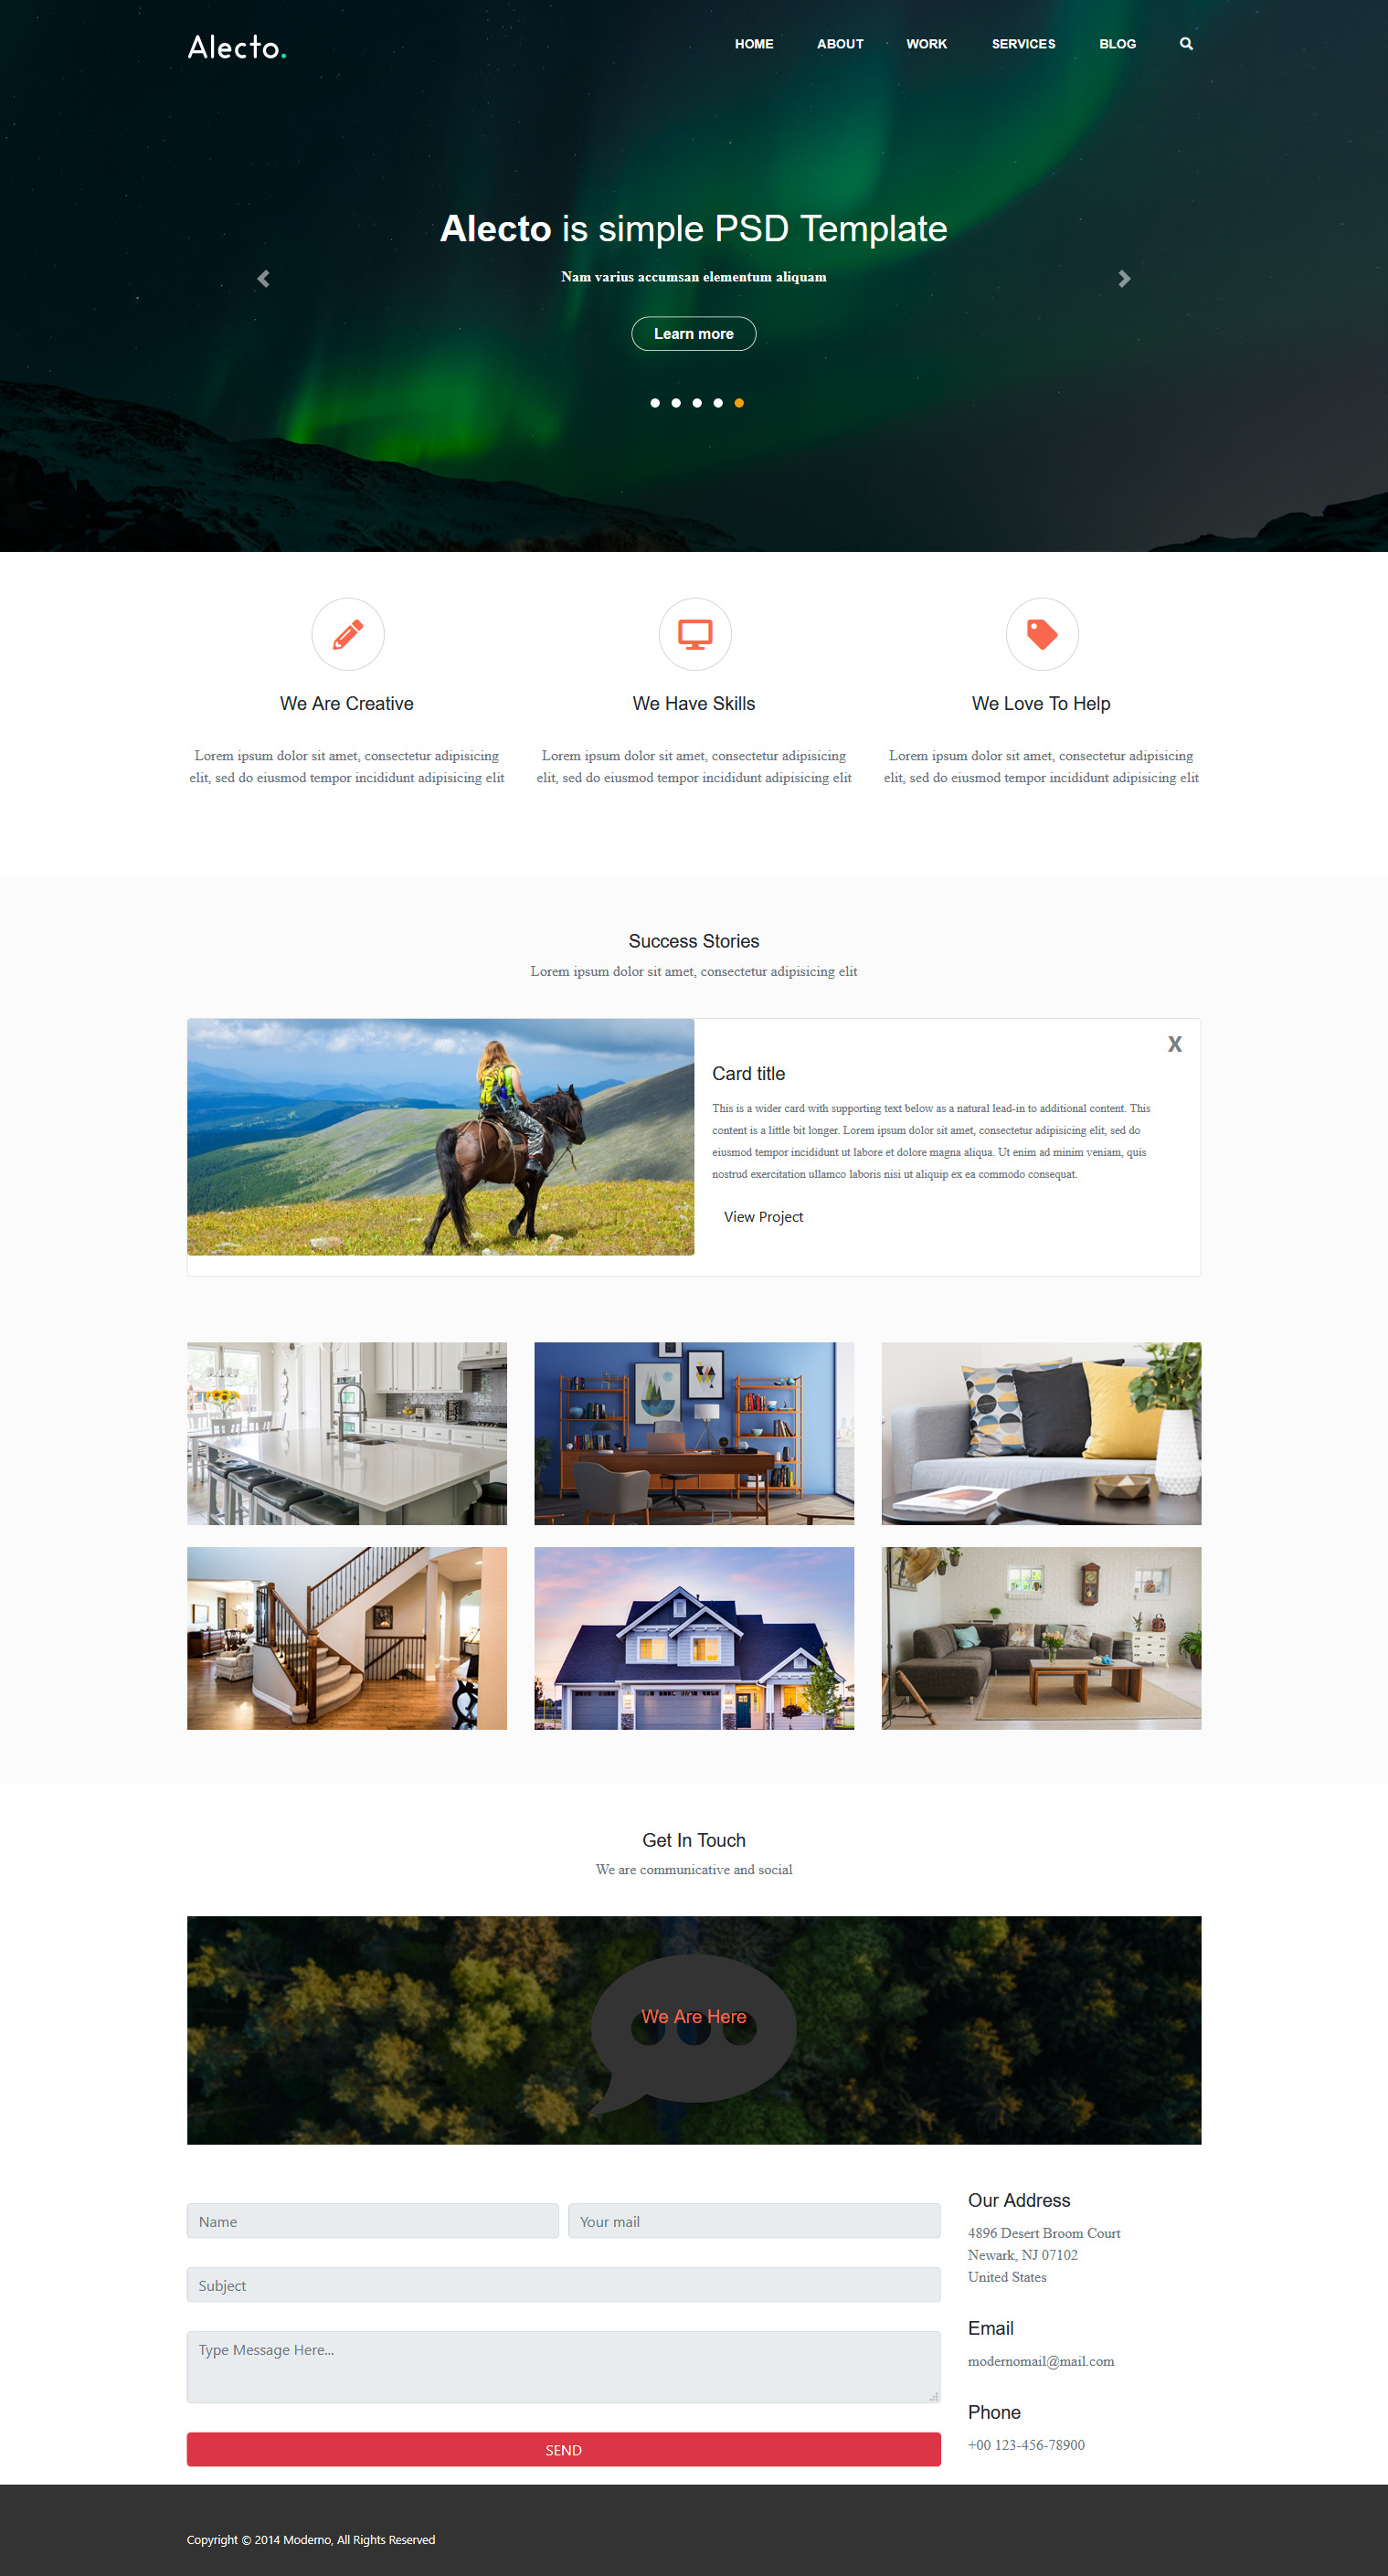 Alecto.
HOME ABOUT WORK SERVICES BLOG
Alecto is simple PSD Template
Nam varius accumsan elementum aliquam
Learn more
We Are Creative
Lorem ipsum dolor sit amet, consectetur adipisicing
elit, sed do eiusmod tempor incididunt adipisicing elit
We Have Skills
Lorem ipsum dolor sit amet, consectetur adipisicing
elit, sed do eiusmod tempor incididunt adipisicing elit
We Love To Help
Lorem ipsum dolor sit amet, consectetur adipisicing
elit, sed do eiusmod tempor incididunt adipisicing elit
Success Stories
Lorem ipsum dolor sit amet, consectetur adipisicing elit
X
Card title
This is a wider card with supporting text below as a natural lead-in to additional content. This
content is a little bit longer. Lorem ipsum dolor sit amet, consectetur adipisicing elit, sed do
eiusmod tempor incididunt ut labore et dolore magna aliqua. Ut enim ad minim veniam, quis
nostrud exercitation ullamco laboris nisi ut aliquip ex ea commodo consequat.
View Project
Get In Touch
We are communicative and social
We Are Here
Name
Your mail
Subject
Type Message Here...
SEND
Our Address
4896 Desert Broom Court
Newark, NJ 07102
United States
Email
modernomail@mail.com
Phone
+00 123-456-78900
Copyright © 2014 Moderno, All Rights Reserved